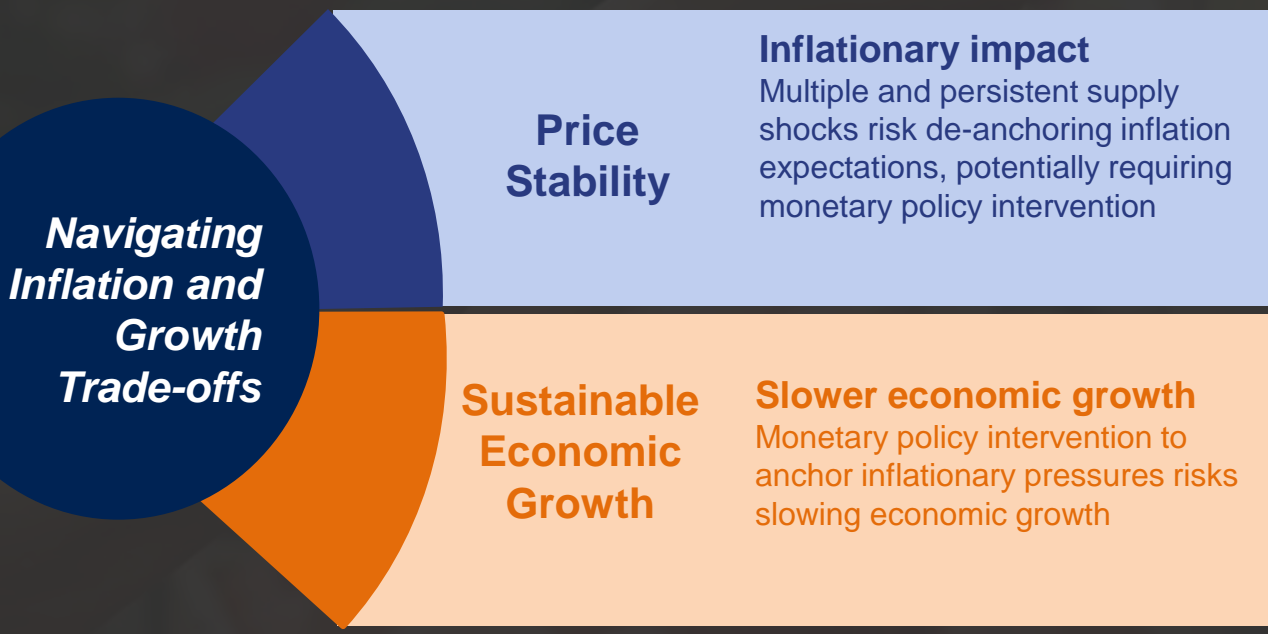 Navigating
Inflation and
Growth
Trade-offs
Price
Stability
Inflationary impact
Multiple and persistent supply
shocks risk de-anchoring inflation
expectations, potentially requiring
monetary policy intervention
Sustainable
Economic
Growth
Slower economic growth
Monetary policy intervention to
anchor inflationary pressures risks
slowing economic growth